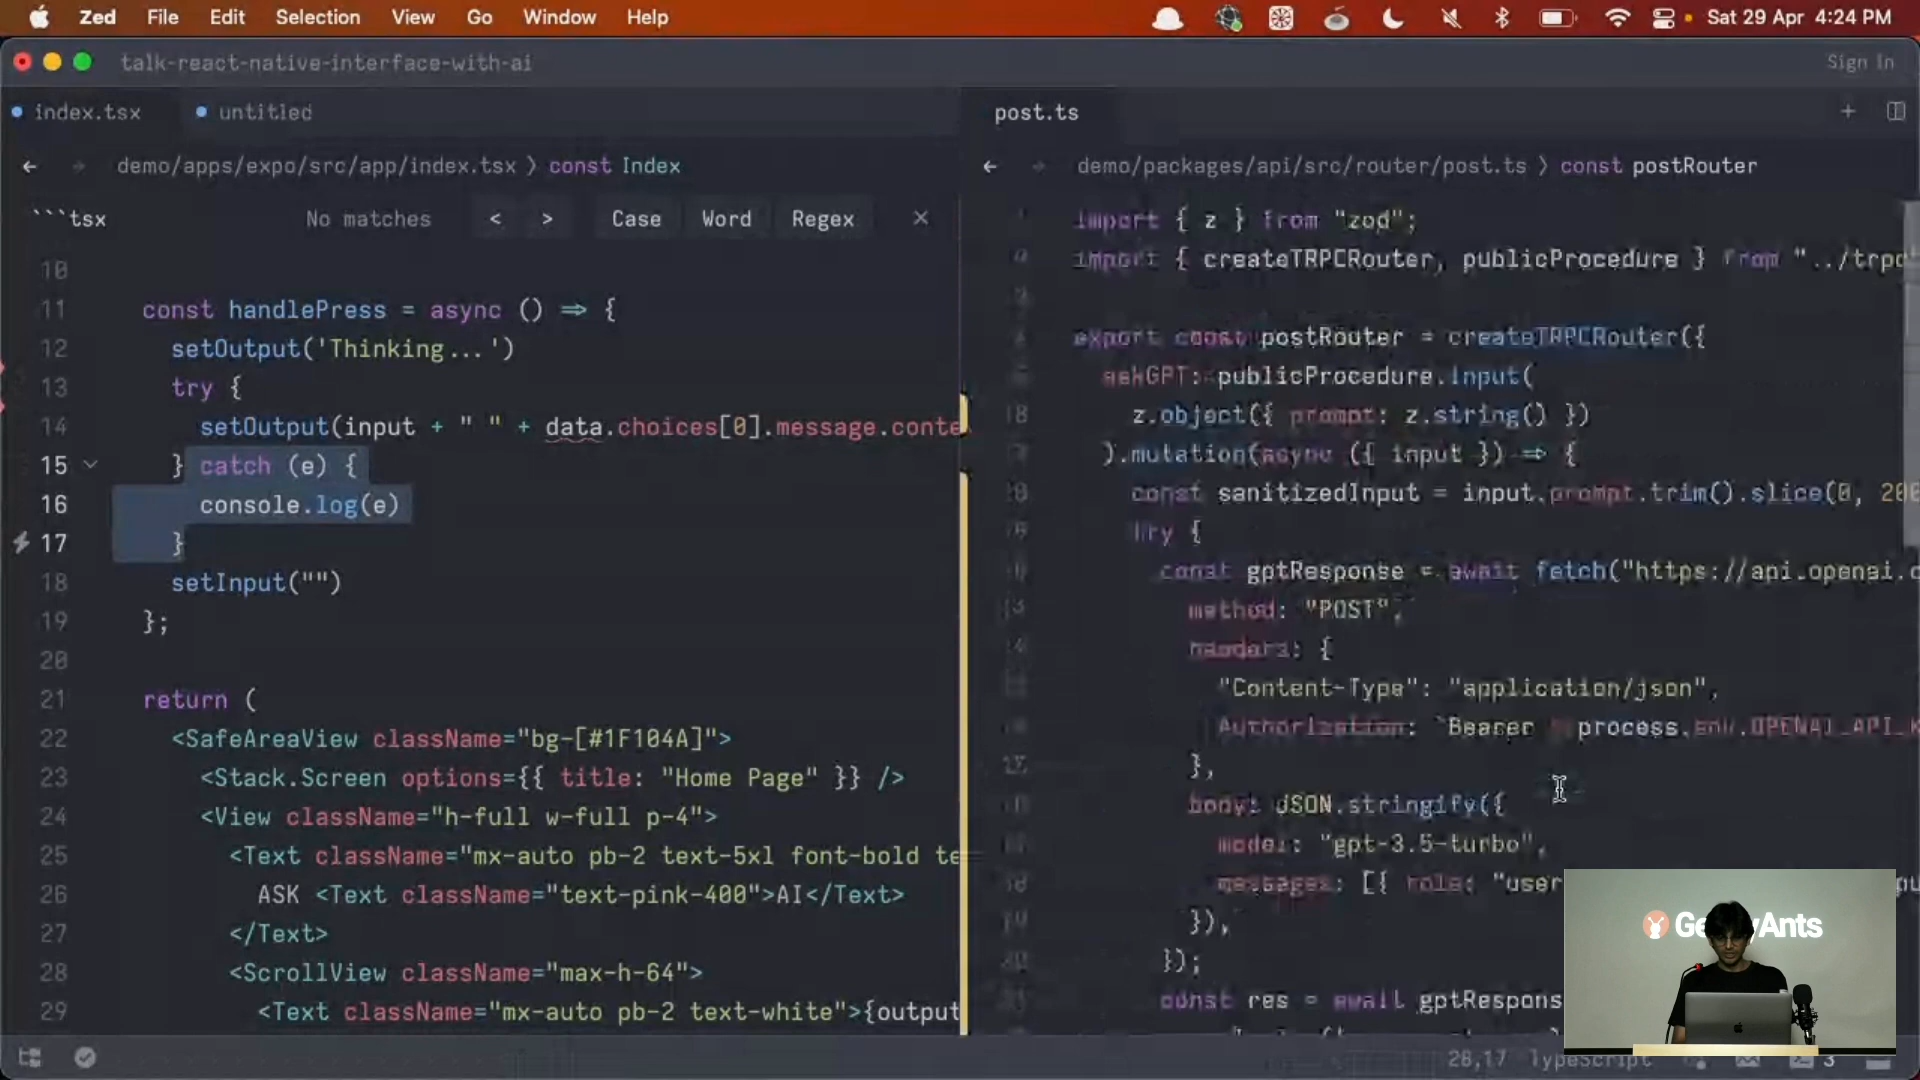 Zed File Edit Selection View Go Window Help Sat 29 Apr 4:24 PM
talk-react-native-interface-with-ai Sign In
index.tsx untitled
post.ts +
← → demo/apps/expo/src/app/index.tsx 〉 const Index
```tsx No matches < > Case Word Regex ×
10
11 const handlePress = async () => {
12 setOutput('Thinking...')
13 try {
14 setOutput(input + " " + data.choices[0].message.conte
15 } catch (e) {
16 console.log(e)
17 }
18 setInput("")
19 };
20
21 return (
22 <SafeAreaView className="bg-[#1F104A]">
23 <Stack.Screen options={{ title: "Home Page" }} />
24 <View className="h-full w-full p-4">
25 <Text className="mx-auto pb-2 text-5xl font-bold te
26 ASK <Text className="text-pink-400">AI</Text>
27 </Text>
28 <ScrollView className="max-h-64">
29 <Text className="mx-auto pb-2 text-white">{output
← → demo/packages/api/src/router/post.ts 〉 const postRouter
import { z } from "zod";
import { createTRPCRouter, publicProcedure } from "../trpc"
export const postRouter = createTRPCRouter({
askGPT: publicProcedure.input(
z.object({ prompt: z.string() })
).mutation(async ({ input }) => {
const sanitizedInput = input.prompt.trim().slice(0, 200
try {
const gptResponse = await fetch("https://api.openai.c
method: "POST",
headers: {
"Content-Type": "application/json",
Authorization: `Bearer process.env.OPENAI_API_K
},
body: JSON.stringify({
model: "gpt-3.5-turbo",
messages: [{ role: "user
}),
});
const res = await gptRespons
28,17 TypeScript 3